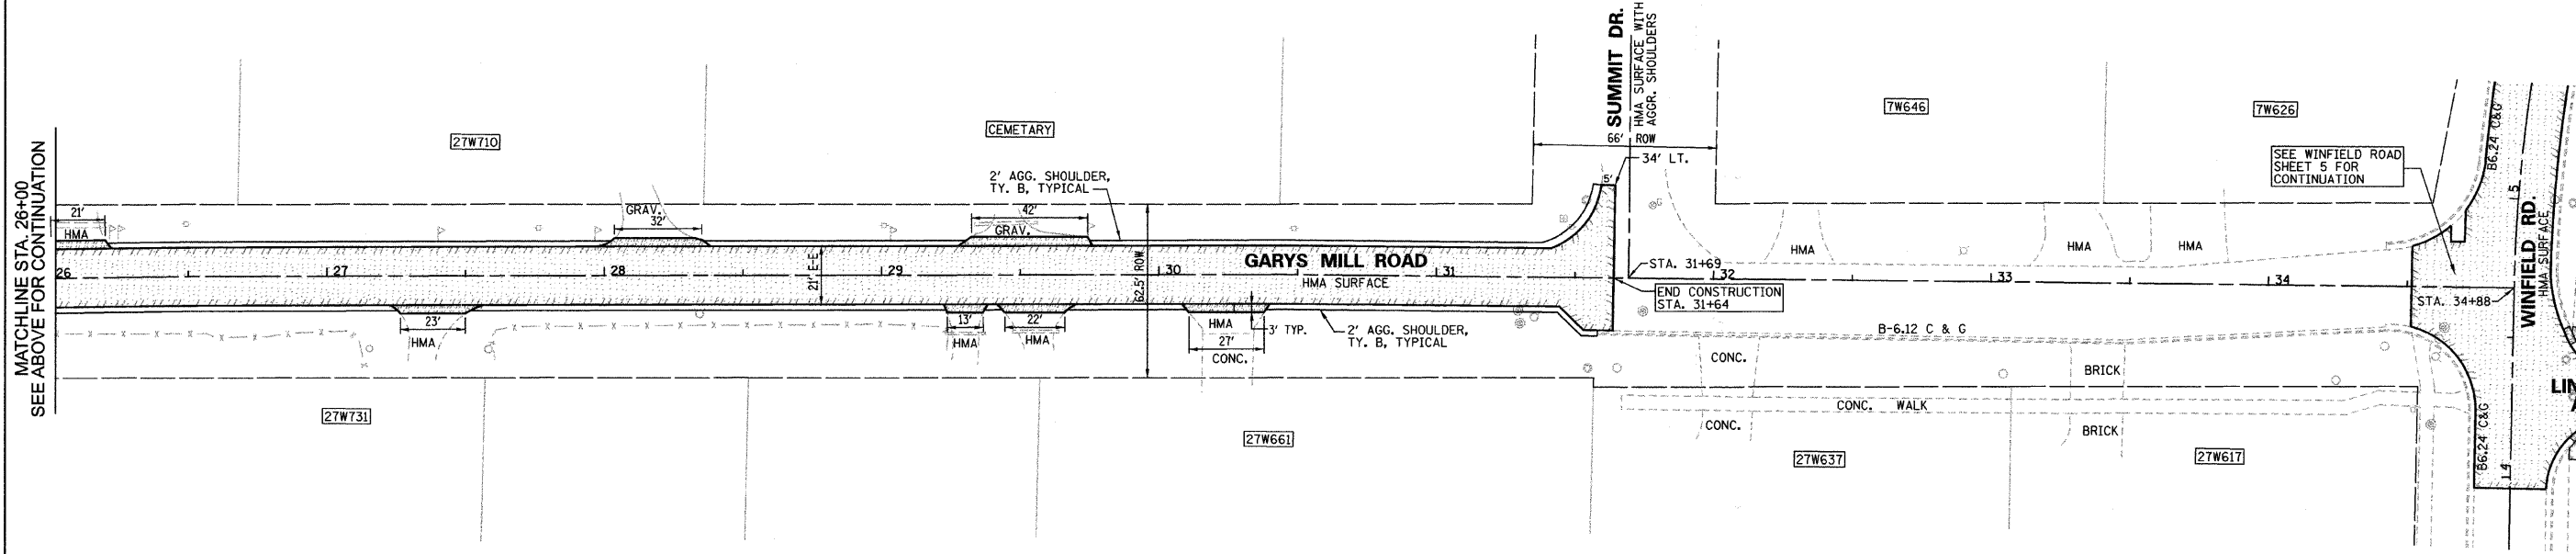 MATCHLINE STA. 26+00
SEE ABOVE FOR CONTINUATION
27W710
CEMETARY
2' AGG. SHOULDER,
TY. B, TYPICAL
21'
HMA
GRAV.
32'
42'
GRAV.
SUMMIT DR.
HMA SURFACE WITH
AGGR. SHOULDERS
66' ROW
34' LT.
5'
7W646
7W626
SEE WINFIELD ROAD
SHEET 5 FOR
CONTINUATION
B6.24 C&G
5
WINFIELD RD.
HMA SURFACE
HMA
HMA
HMA
26
27
28
21' E-E
29
62.5' ROW
30
GARYS MILL ROAD
HMA SURFACE
31
STA. 31+69
32
33
34
STA. 34+88
END CONSTRUCTION
STA. 31+64
23'
HMA
13'
HMA
22'
HMA
HMA
27'
CONC.
3' TYP.
2' AGG. SHOULDER,
TY. B, TYPICAL
B-6.12 C & G
CONC.
BRICK
CONC. WALK
CONC.
BRICK
27W731
27W661
27W637
27W617
B6.24 C&G
4
LIN